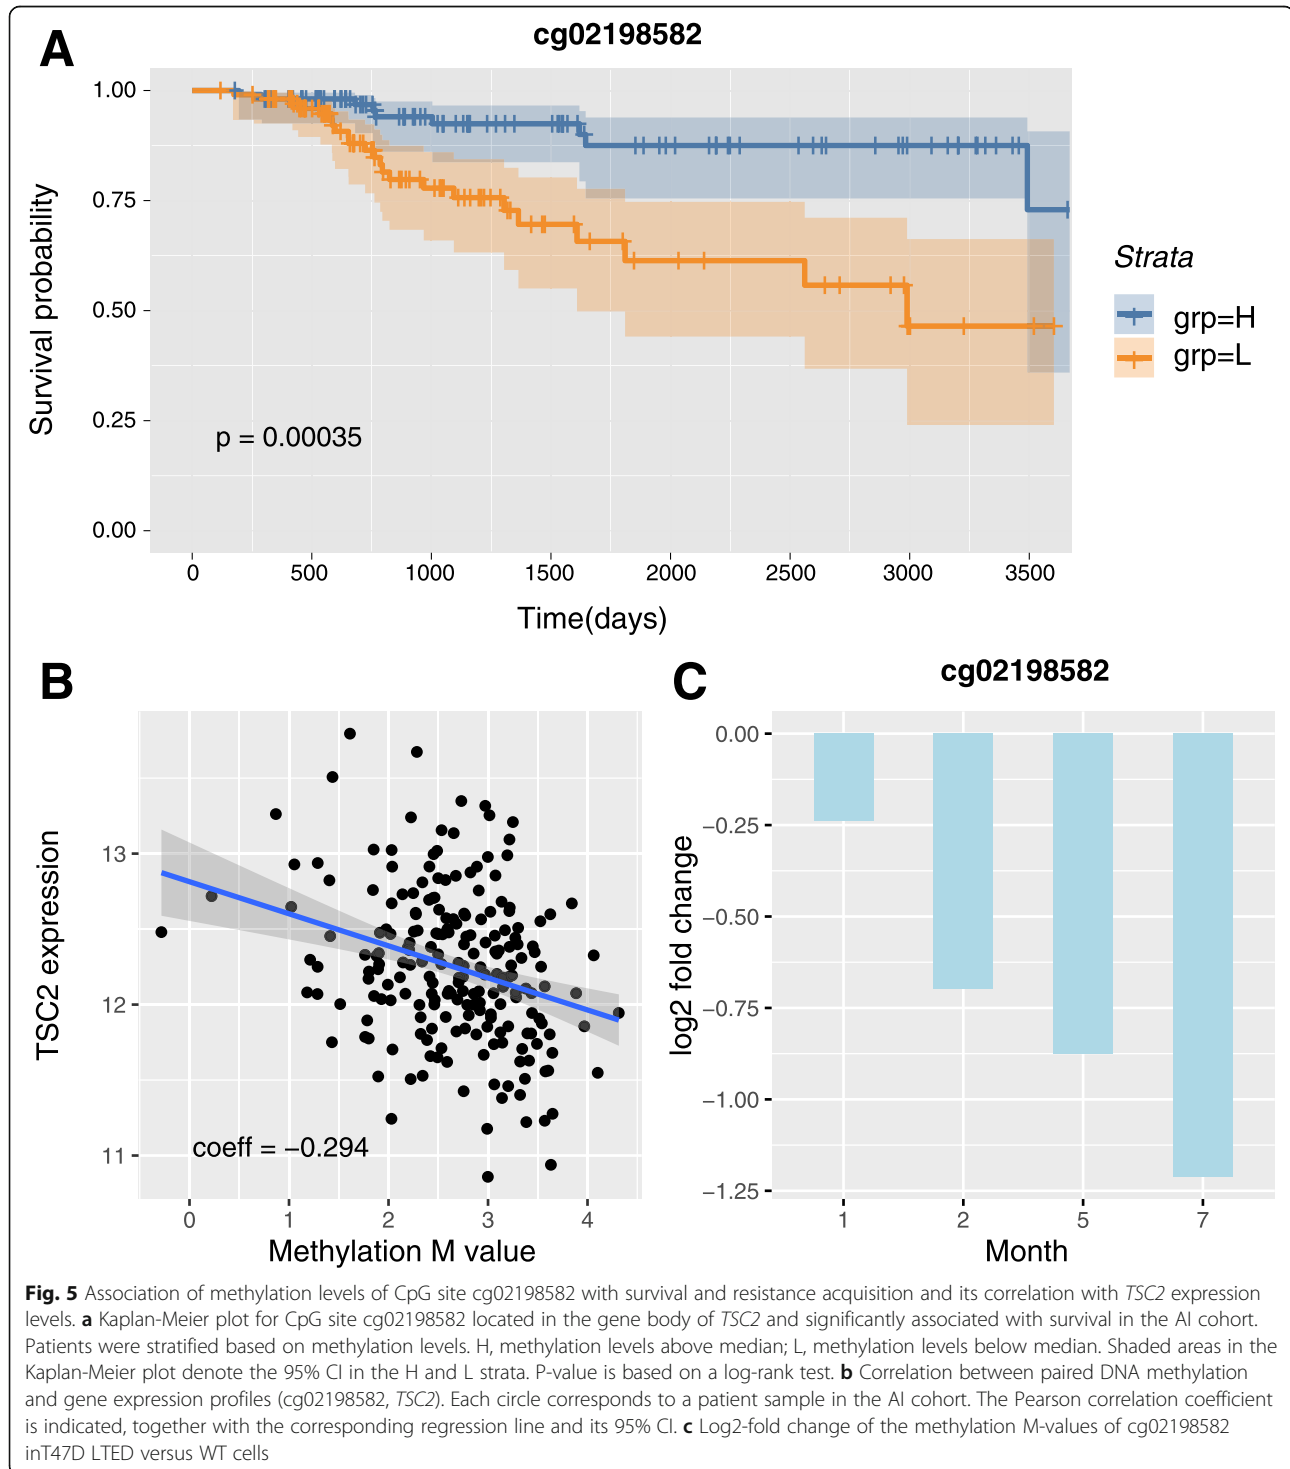 A
cg02198582
1.00
0.75
0.50
0.25
0.00
Survival probability
p = 0.00035
0 500 1000 1500 2000 2500 3000 3500
Time(days)
Strata
grp=H
grp=L
B
13
12
11
TSC2 expression
coeff = −0.294
0 1 2 3 4
Methylation M value
C
cg02198582
0.00
−0.25
−0.50
−0.75
−1.00
−1.25
log2 fold change
1 2 5 7
Month
Fig. 5 Association of methylation levels of CpG site cg02198582 with survival and resistance acquisition and its correlation with TSC2 expression
levels. a Kaplan-Meier plot for CpG site cg02198582 located in the gene body of TSC2 and significantly associated with survival in the AI cohort.
Patients were stratified based on methylation levels. H, methylation levels above median; L, methylation levels below median. Shaded areas in the
Kaplan-Meier plot denote the 95% CI in the H and L strata. P-value is based on a log-rank test. b Correlation between paired DNA methylation
and gene expression profiles (cg02198582, TSC2). Each circle corresponds to a patient sample in the AI cohort. The Pearson correlation coefficient
is indicated, together with the corresponding regression line and its 95% CI. c Log2-fold change of the methylation M-values of cg02198582
inT47D LTED versus WT cells